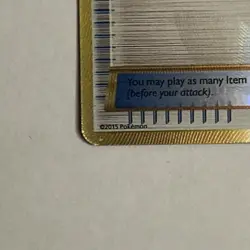 You may play as many Item
(before your attack).
©2015 Pokémon